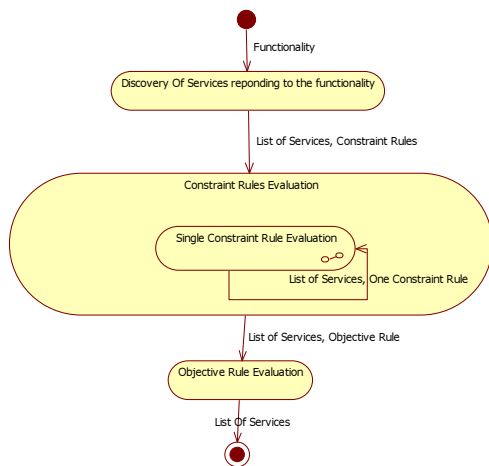 Functionality
Discovery Of Services reponding to the functionality
List of Services, Constraint Rules
Constraint Rules Evaluation
Single Constraint Rule Evaluation
List of Services, One Constraint Rule
List of Services, Objective Rule
Objective Rule Evaluation
List Of Services